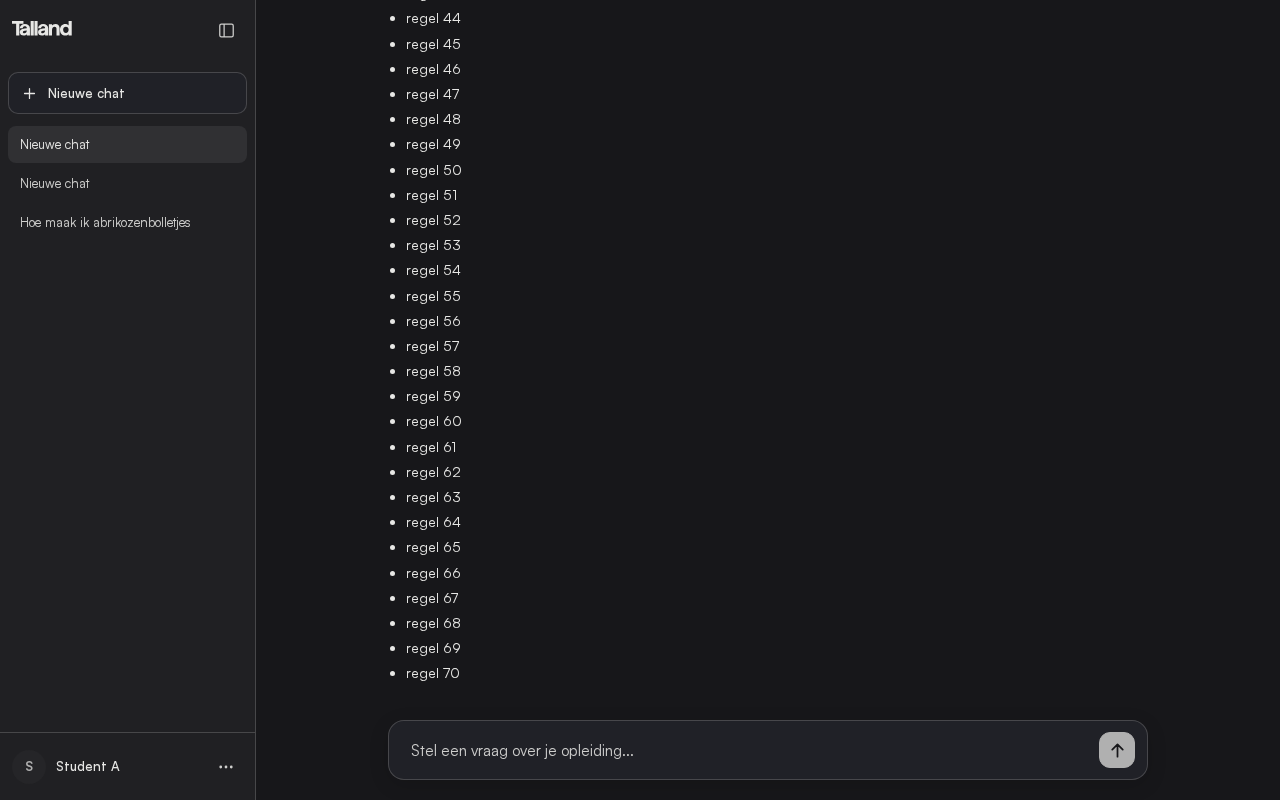 Talland
Nieuwe chat
Nieuwe chat
Nieuwe chat
Hoe maak ik abrikozenbolletjes
S
Student A
regel 44
regel 45
regel 46
regel 47
regel 48
regel 49
regel 50
regel 51
regel 52
regel 53
regel 54
regel 55
regel 56
regel 57
regel 58
regel 59
regel 60
regel 61
regel 62
regel 63
regel 64
regel 65
regel 66
regel 67
regel 68
regel 69
regel 70
Stel een vraag over je opleiding...